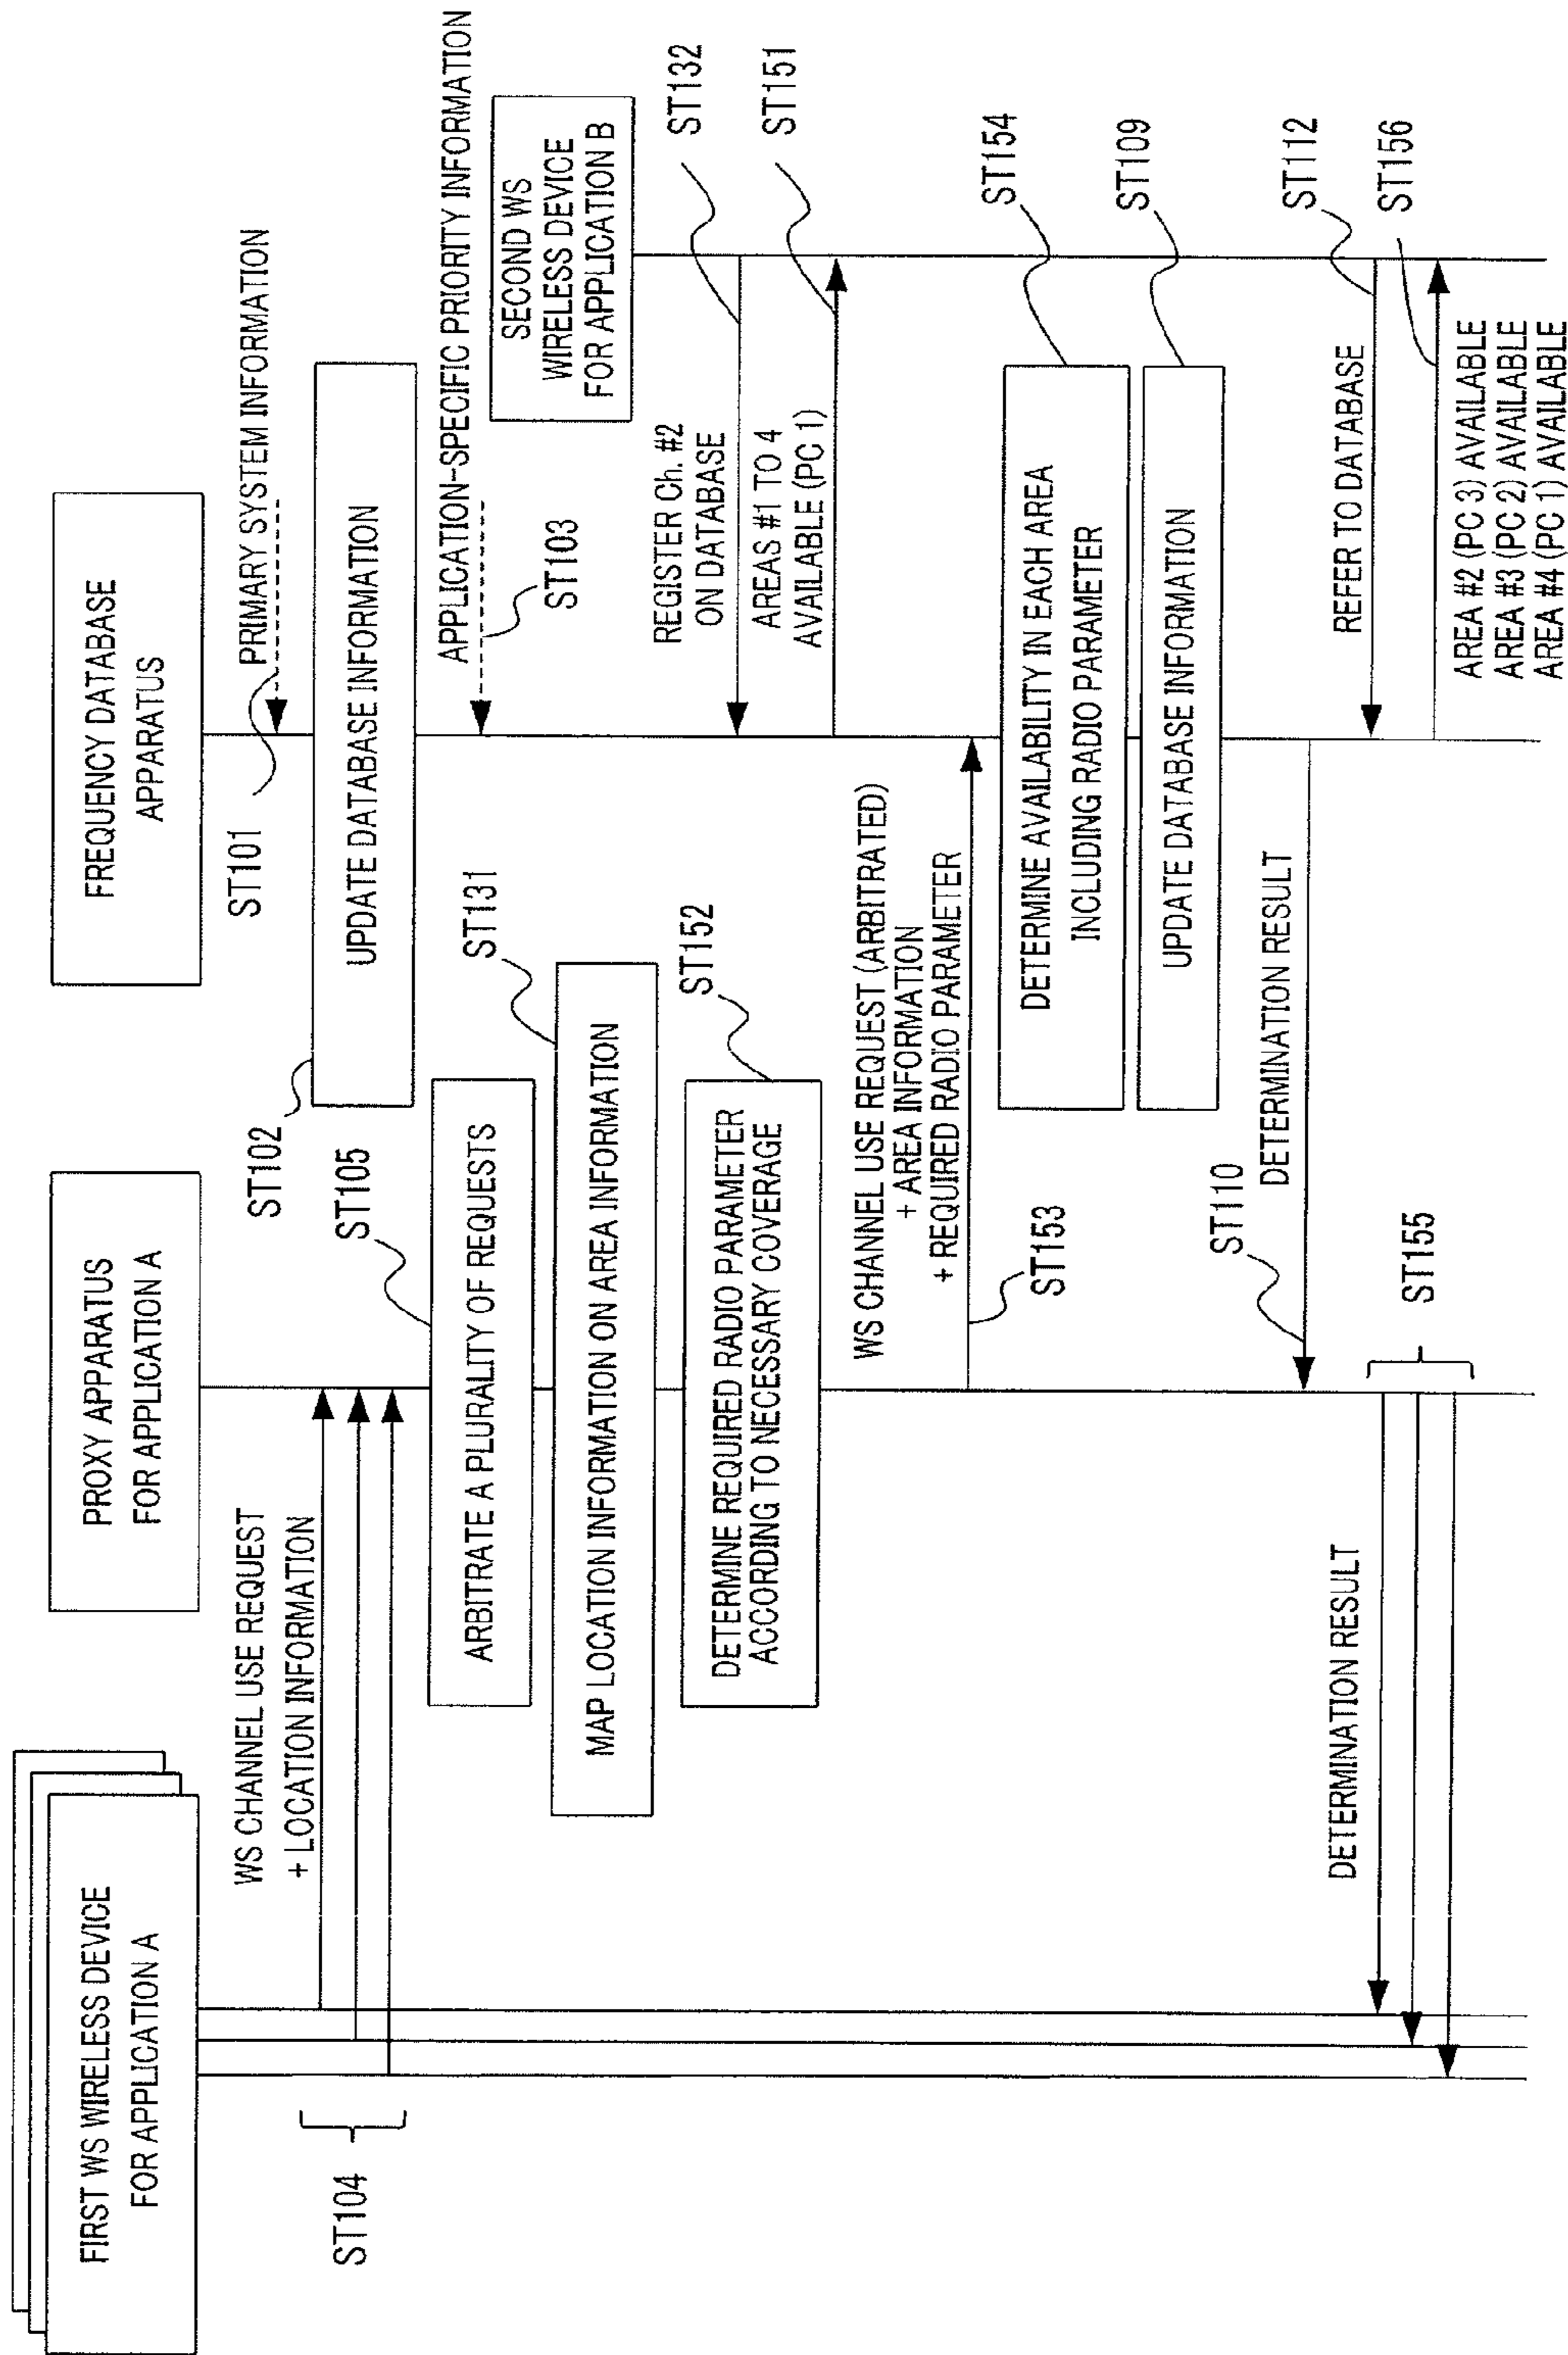 FIRST WS WIRELESS DEVICE
FOR APPLICATION A
PROXY APPARATUS
FOR APPLICATION A
FREQUENCY DATABASE
APPARATUS
ST101
PRIMARY SYSTEM INFORMATION
ST102
UPDATE DATABASE INFORMATION
APPLICATION-SPECIFIC PRIORITY INFORMATION
ST103
SECOND WS
WIRELESS DEVICE
FOR APPLICATION B
ST104
WS CHANNEL USE REQUEST
+ LOCATION INFORMATION
ST105
ARBITRATE A PLURALITY OF REQUESTS
ST131
MAP LOCATION INFORMATION ON AREA INFORMATION
ST152
DETERMINE REQUIRED RADIO PARAMETER
ACCORDING TO NECESSARY COVERAGE
REGISTER Ch. #2
ON DATABASE
ST132
AREAS #1 TO 4
AVAILABLE (PC 1)
ST151
WS CHANNEL USE REQUEST (ARBITRATED)
+ AREA INFORMATION
+ REQUIRED RADIO PARAMETER
ST153
DETERMINE AVAILABILITY IN EACH AREA
INCLUDING RADIO PARAMETER
ST154
UPDATE DATABASE INFORMATION
ST109
ST110
DETERMINATION RESULT
REFER TO DATABASE
ST112
DETERMINATION RESULT
ST155
ST156
AREA #2 (PC 3) AVAILABLE
AREA #3 (PC 2) AVAILABLE
AREA #4 (PC 1) AVAILABLE